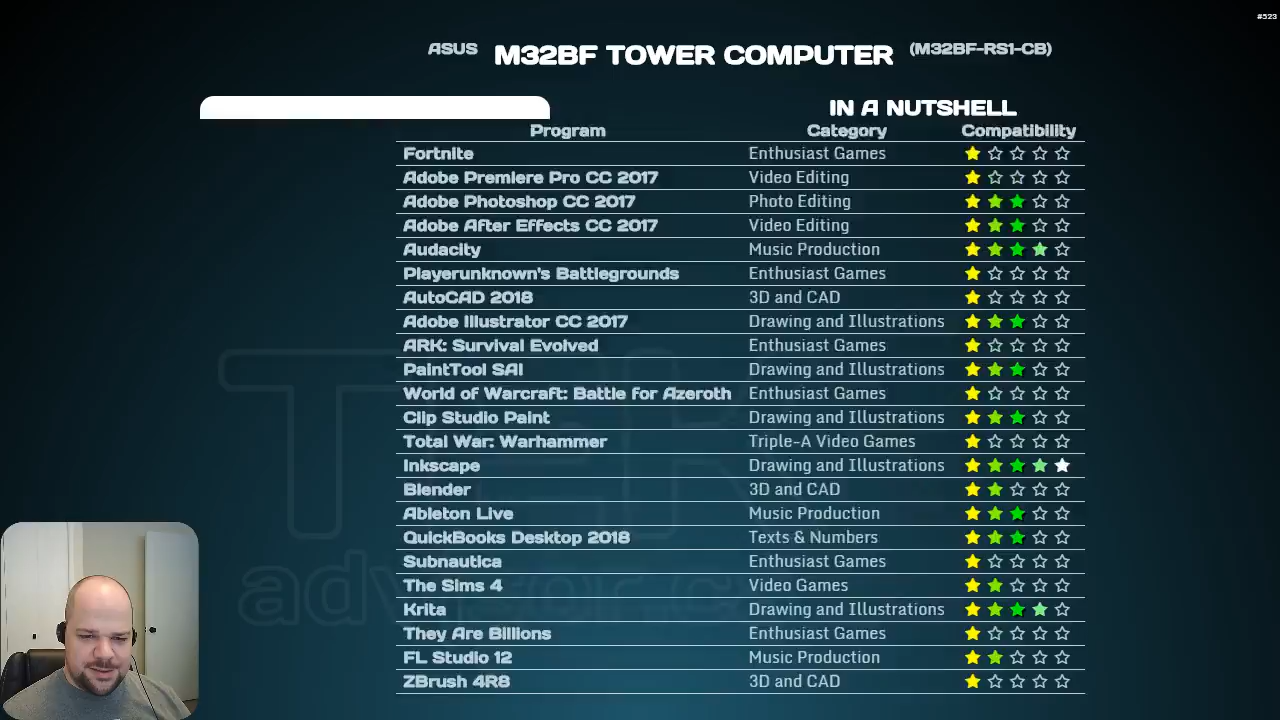 #523
ASUS M32BF TOWER COMPUTER (M32BF-RS1-CB)
IN A NUTSHELL
Program Category Compatibility
Fortnite Enthusiast Games
Adobe Premiere Pro CC 2017 Video Editing
Adobe Photoshop CC 2017 Photo Editing
Adobe After Effects CC 2017 Video Editing
Audacity Music Production
Playerunknown's Battlegrounds Enthusiast Games
AutoCAD 2018 3D and CAD
Adobe Illustrator CC 2017 Drawing and Illustrations
ARK: Survival Evolved Enthusiast Games
PaintTool SAI Drawing and Illustrations
World of Warcraft: Battle for Azeroth Enthusiast Games
Clip Studio Paint Drawing and Illustrations
Total War: Warhammer Triple-A Video Games
Inkscape Drawing and Illustrations
Blender 3D and CAD
Ableton Live Music Production
QuickBooks Desktop 2018 Texts & Numbers
Subnautica Enthusiast Games
The Sims 4 Video Games
Krita Drawing and Illustrations
They Are Billions Enthusiast Games
FL Studio 12 Music Production
ZBrush 4R8 3D and CAD